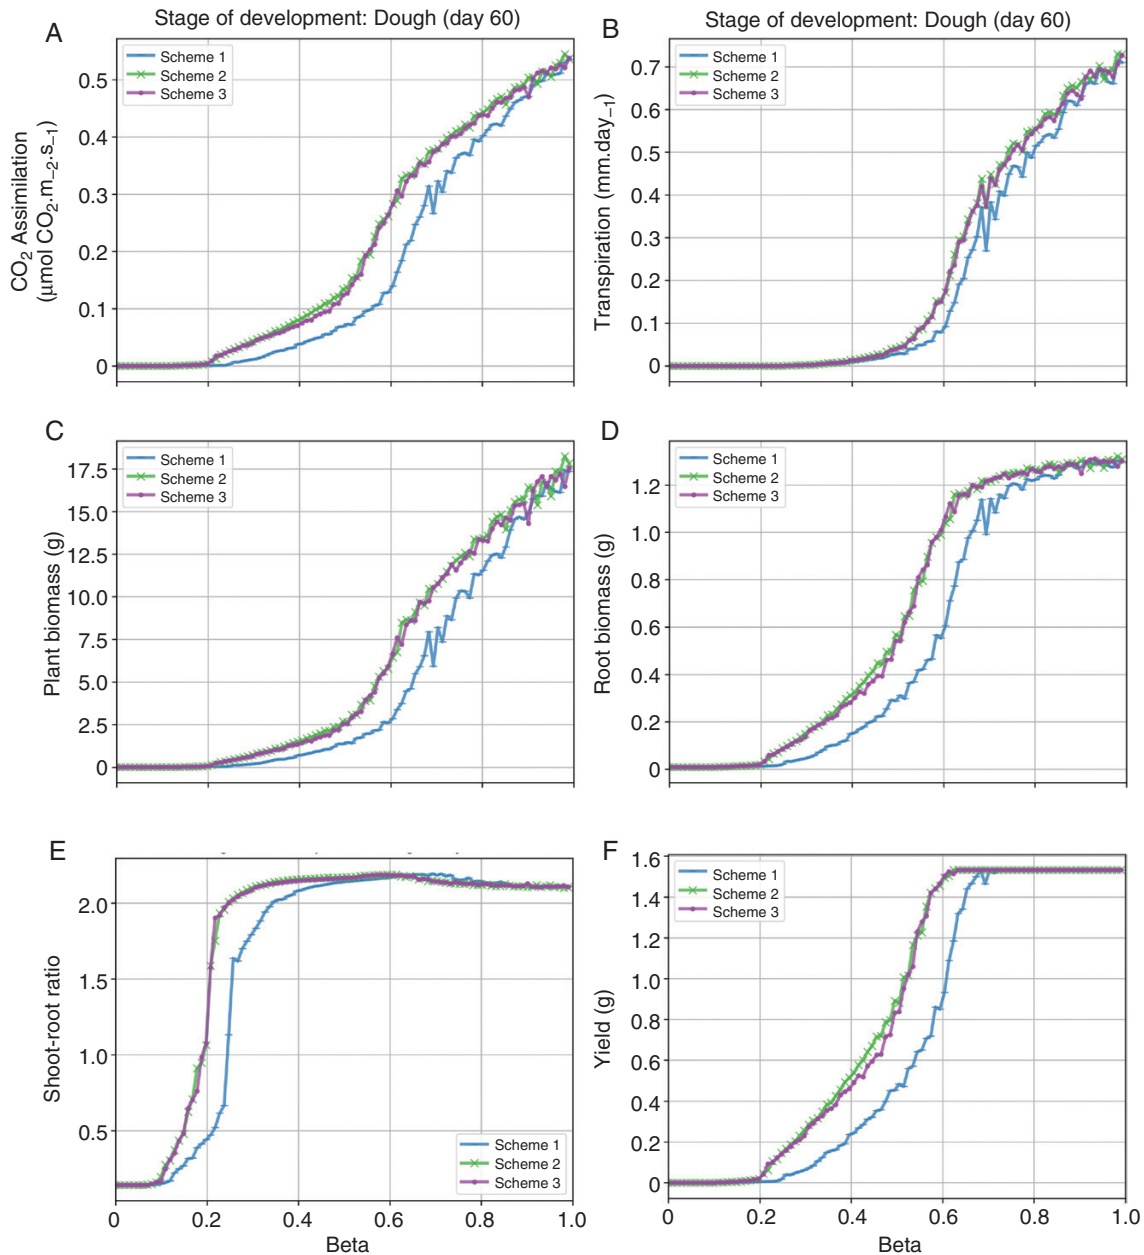 Stage of development: Dough (day 60)
Stage of development: Dough (day 60)
A
Scheme 1
Scheme 2
Scheme 3
0.5
0.4
0.3
0.2
0.1
0
CO2 Assimilation
(μmol CO2.m−2.s−1)
B
Scheme 1
Scheme 2
Scheme 3
0.7
0.6
0.5
0.4
0.3
0.2
0.1
0
Transpiration (mm.day−1)
C
Scheme 1
Scheme 2
Scheme 3
17.5
15.0
12.5
10.0
7.5
5.0
2.5
0
Plant biomass (g)
D
Scheme 1
Scheme 2
Scheme 3
1.2
1.0
0.8
0.6
0.4
0.2
0
Root biomass (g)
E
2.0
1.5
1.0
0.5
Shoot-root ratio
Scheme 1
Scheme 2
Scheme 3
0 0.2 0.4 0.6 0.8 1.0
Beta
F
Scheme 1
Scheme 2
Scheme 3
1.6
1.4
1.2
1.0
0.8
0.6
0.4
0.2
0
Yield (g)
0 0.2 0.4 0.6 0.8 1.0
Beta